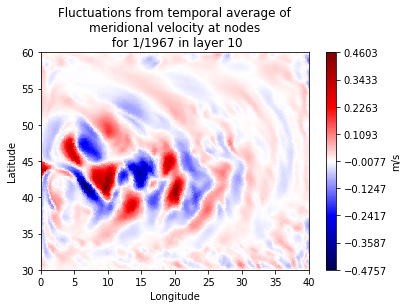 Fluctuations from temporal average of
meridional velocity at nodes
for 1/1967 in layer 10
60
55
50
45
40
35
30
Latitude
0 5 10 15 20 25 30 35 40
Longitude
0.4603
0.3433
0.2263
0.1093
−0.0077
−0.1247
−0.2417
−0.3587
−0.4757
m/s